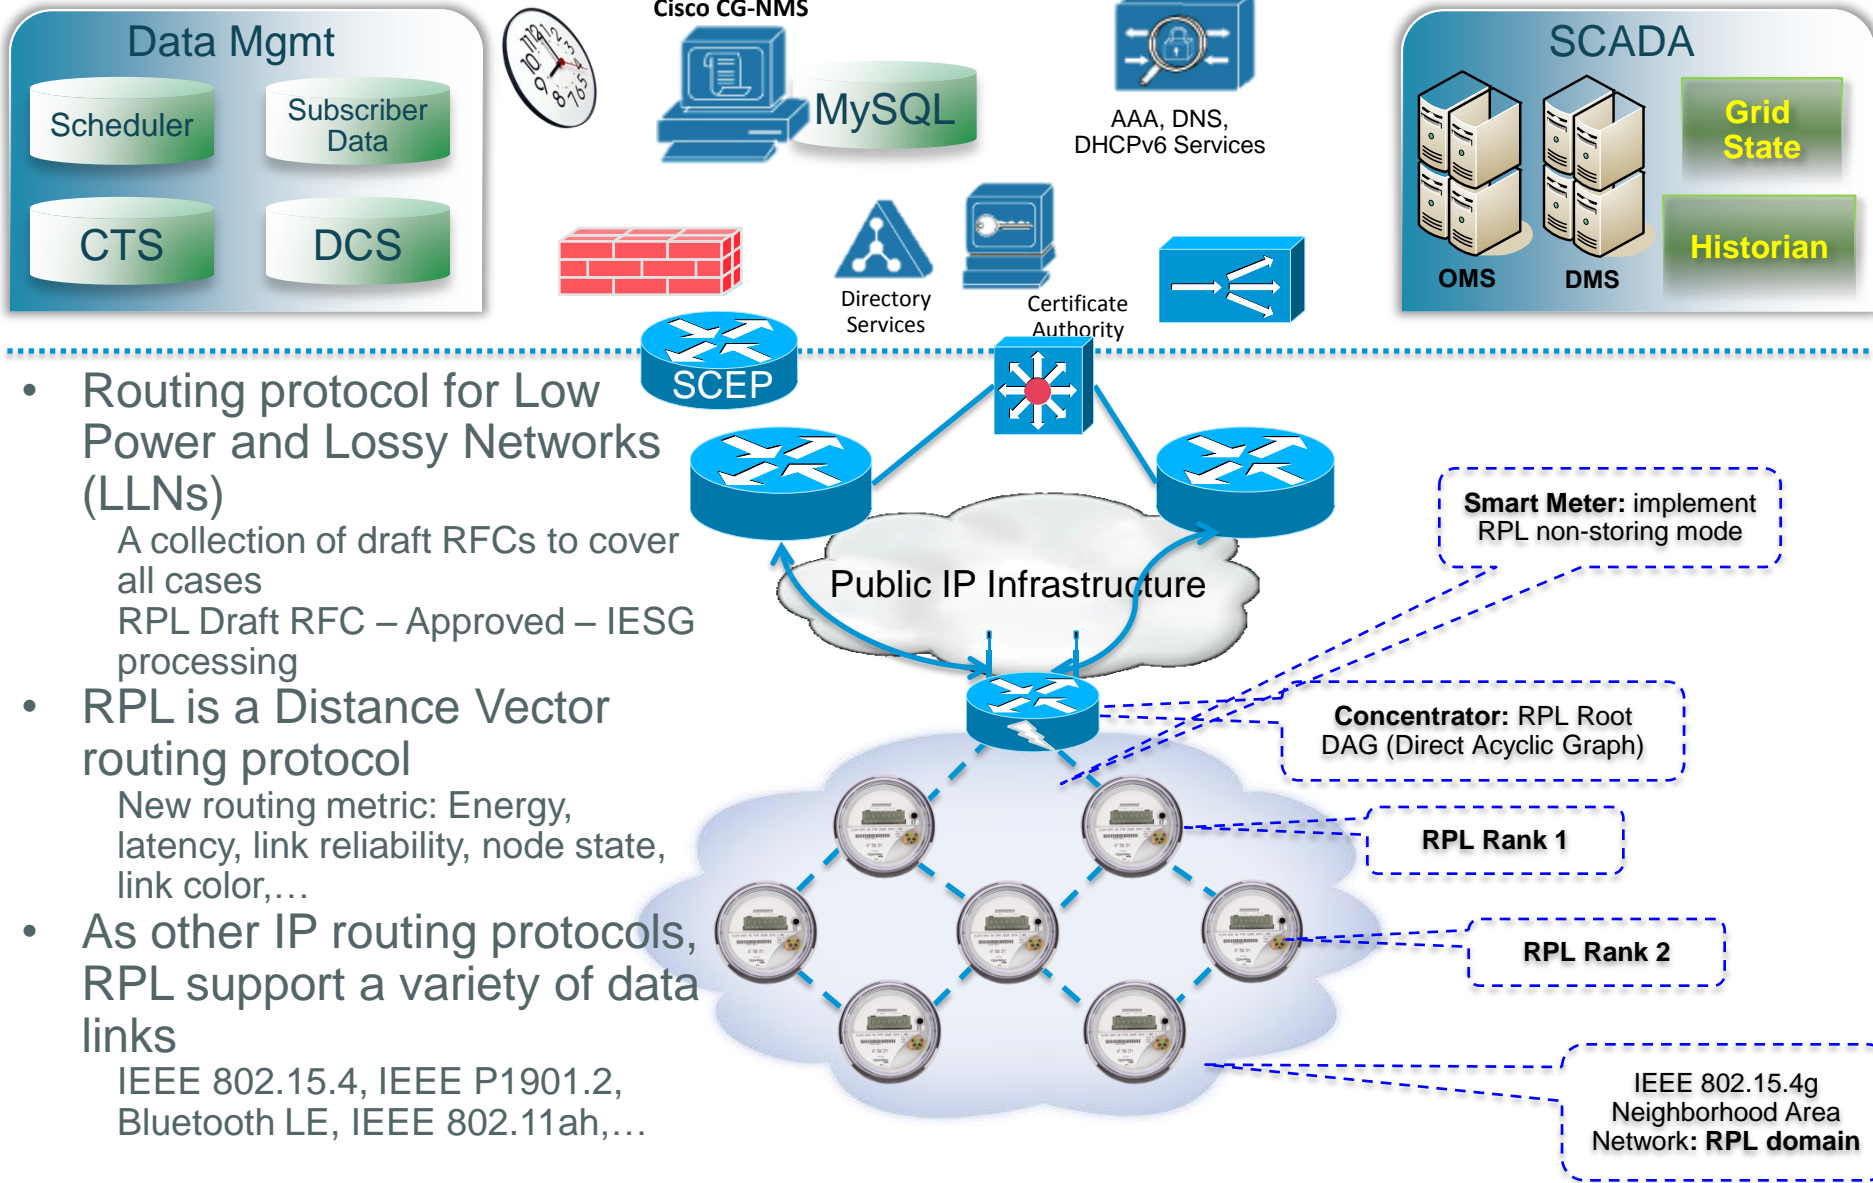 Cisco CG-NMS
Data Mgmt
Scheduler
Subscriber
Data
CTS
DCS
MySQL
AAA, DNS,
DHCPv6 Services
SCADA
Grid
State
Historian
OMS
DMS
Directory
Services
Certificate
Authority
SCEP
• Routing protocol for Low
Power and Lossy Networks
(LLNs)
A collection of draft RFCs to cover
all cases
RPL Draft RFC – Approved – IESG
processing
• RPL is a Distance Vector
routing protocol
New routing metric: Energy,
latency, link reliability, node state,
link color,…
• As other IP routing protocols,
RPL support a variety of data
links
IEEE 802.15.4, IEEE P1901.2,
Bluetooth LE, IEEE 802.11ah,…
Public IP Infrastructure
Smart Meter: implement
RPL non-storing mode
Concentrator: RPL Root
DAG (Direct Acyclic Graph)
RPL Rank 1
RPL Rank 2
IEEE 802.15.4g
Neighborhood Area
Network: RPL domain